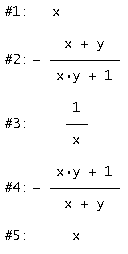 #1: x
x + y
#2: - ―――――――
x·y + 1
1
#3: ―――
x
x·y + 1
#4: - ―――――――
x + y
#5: x